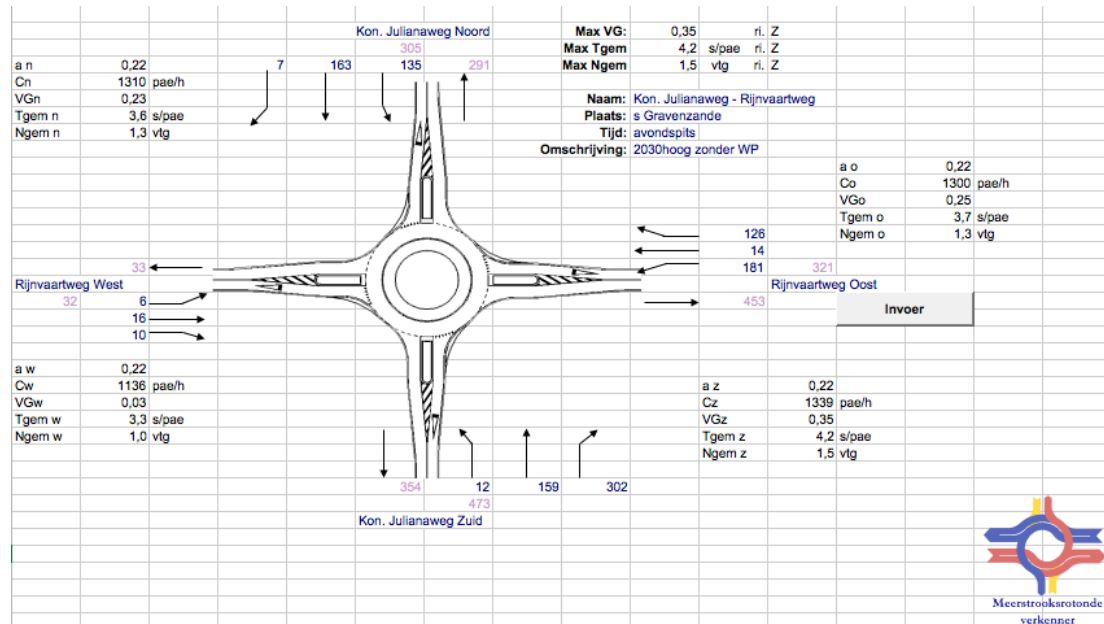 Kon. Julianaweg Noord
305
7 163 135 291
Max VG: 0,35 ri. Z
Max Tgem 4,2 s/pae ri. Z
Max Ngem 1,5 vtg ri. Z
a n 0,22
Cn 1310 pae/h
VGn 0,23
Tgem n 3,6 s/pae
Ngem n 1,3 vtg
Naam: Kon. Julianaweg - Rijnvaartweg
Plaats: s Gravenzande
Tijd: avondspits
Omschrijving: 2030hoog zonder WP
a o 0,22
Co 1300 pae/h
VGo 0,25
Tgem o 3,7 s/pae
Ngem o 1,3 vtg
126
14
181 321
Rijnvaartweg Oost
453
Invoer
33
Rijnvaartweg West
32 6
16
10
a w 0,22
Cw 1136 pae/h
VGw 0,03
Tgem w 3,3 s/pae
Ngem w 1,0 vtg
a z 0,22
Cz 1339 pae/h
VGz 0,35
Tgem z 4,2 s/pae
Ngem z 1,5 vtg
354 12 159 302
473
Kon. Julianaweg Zuid
Meerstrooksrotonde
verkenner